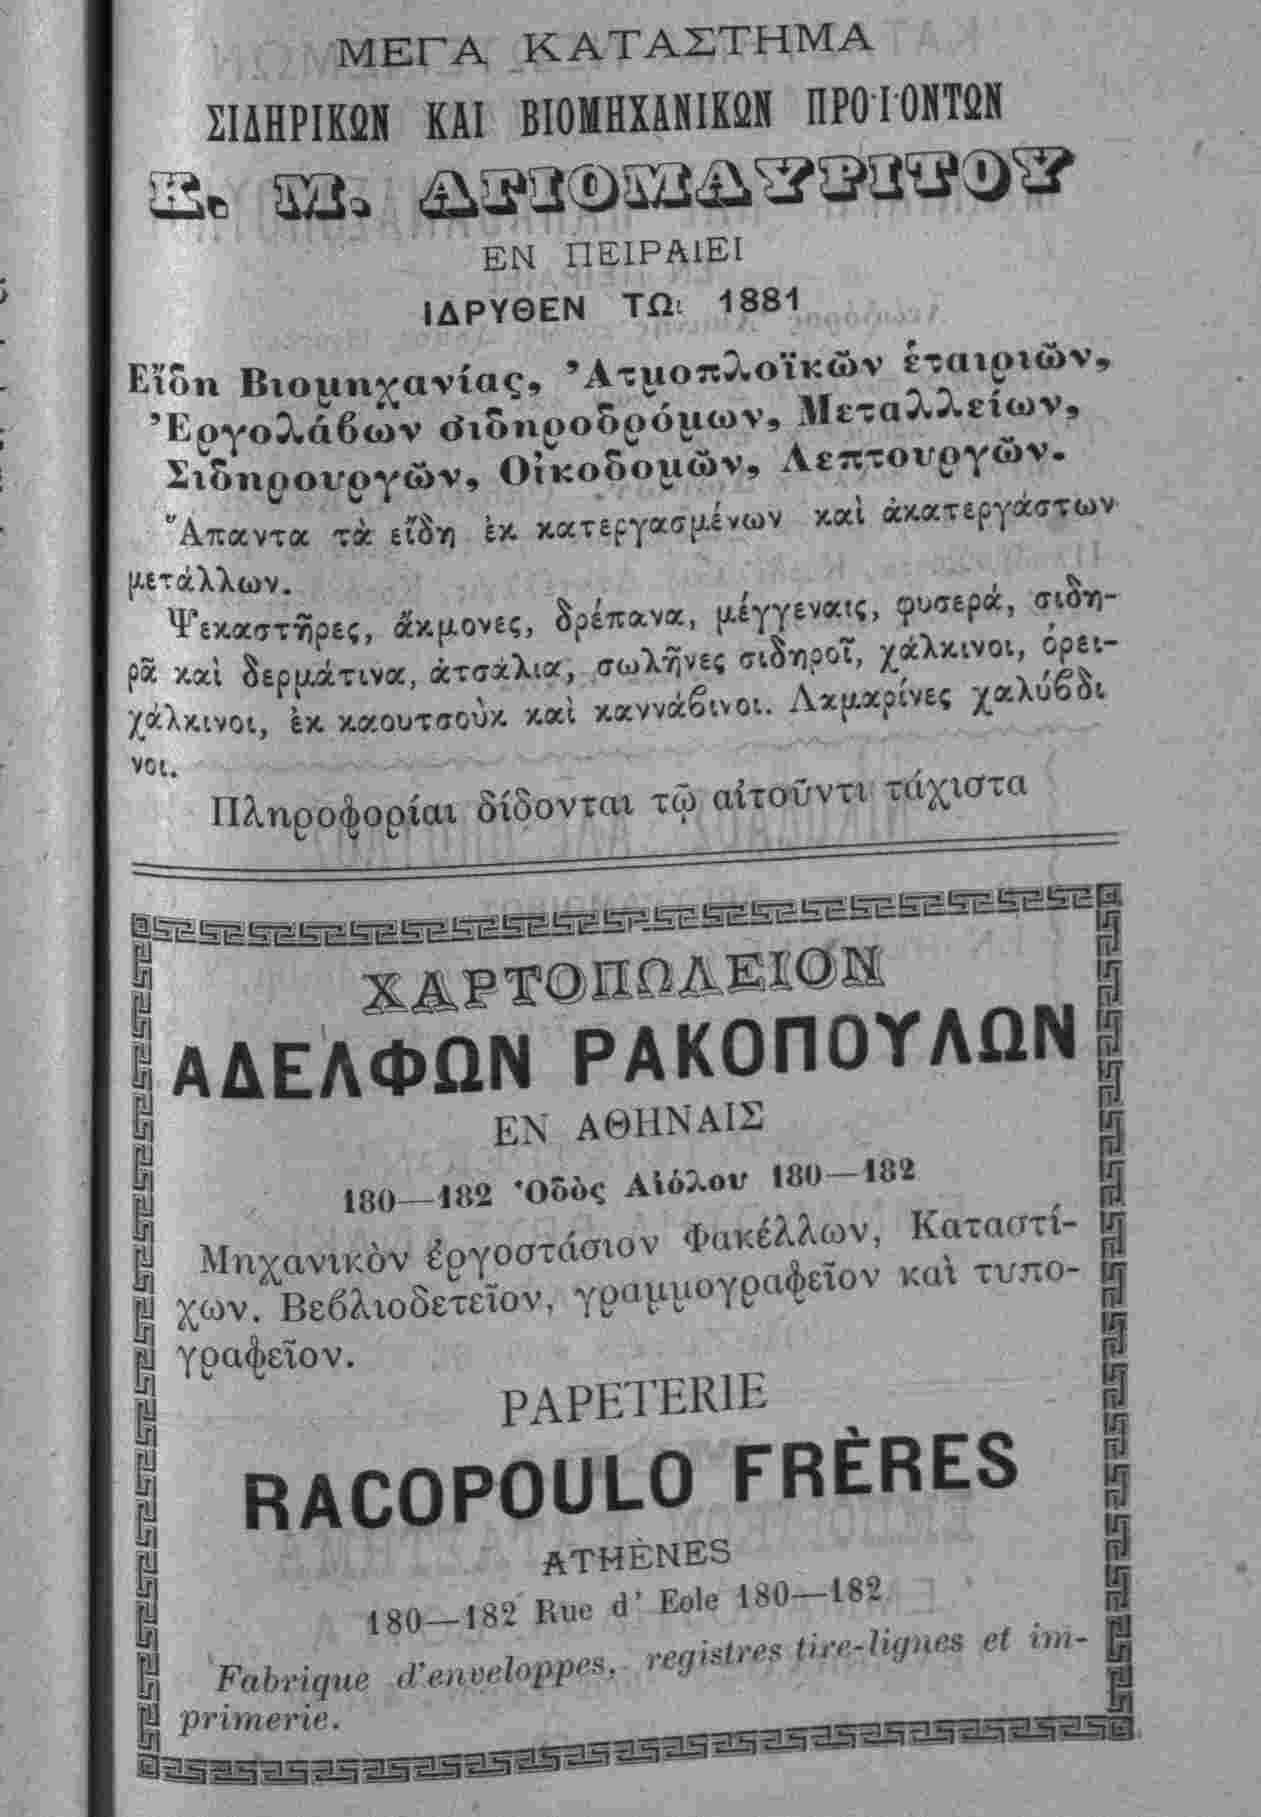 ΜΕΓΑ ΚΑΤΑΣΤΗΜΑ
ΣΙΔΗΡΙΚΩΝ ΚΑΙ ΒΙΟΜΗΧΑΝΙΚΩΝ ΠΡΟ·Ι·ΟΝΤΩΝ
Κ. Μ. ΑΓΙΟΜΑΥΡΙΤΟΥ
ΕΝ ΠΕΙΡΑΙΕΙ
ΙΔΡΥΘΕΝ ΤΩι 1881
Εἴδη Βιομηχανίας, Ἀτμοπλοϊκῶν ἑταιριῶν,
Ἐργολάβων σιδηροδρόμων, Μεταλλείων,
Σιδηρουργῶν, Οἰκοδομῶν, Λεπτουργῶν.
Ἅπαντα τὰ εἴδη ἐκ κατεργασμένων καὶ ἀκατεργάστων
μετάλλων.
Ψεκαστῆρες, ἄκμονες, δρέπανα, μέγγεναις, φυσερά, σιδη-
ρᾶ καὶ δερμάτινα, ἀτσάλια, σωλῆνες σιδηροῖ, χάλκινοι, ὀρει-
χάλκινοι, ἐκ καουτσοὺκ καὶ καννάβινοι. Λαμαρίνες χαλύβδι
νοι.
Πληροφορίαι δίδονται τῷ αἰτοῦντι τάχιστα
ΧΑΡΤΟΠΩΛΕΙΟΝ
ΑΔΕΛΦΩΝ ΡΑΚΟΠΟΥΛΩΝ
ΕΝ ΑΘΗΝΑΙΣ
180—182 Ὁδὸς Αἰόλου 180—182
Μηχανικὸν ἐργοστάσιον Φακέλλων, Καταστί-
χων. Βεβλιοδετεῖον, γραμμογραφεῖον καὶ τυπο-
γραφεῖον.
PAPETERIE
RACOPOULO FRÈRES
ATHÈNES
180—182 Rue d' Eole 180—182
Fabrique d'enveloppes, registres tire-lignes et im-
primerie.